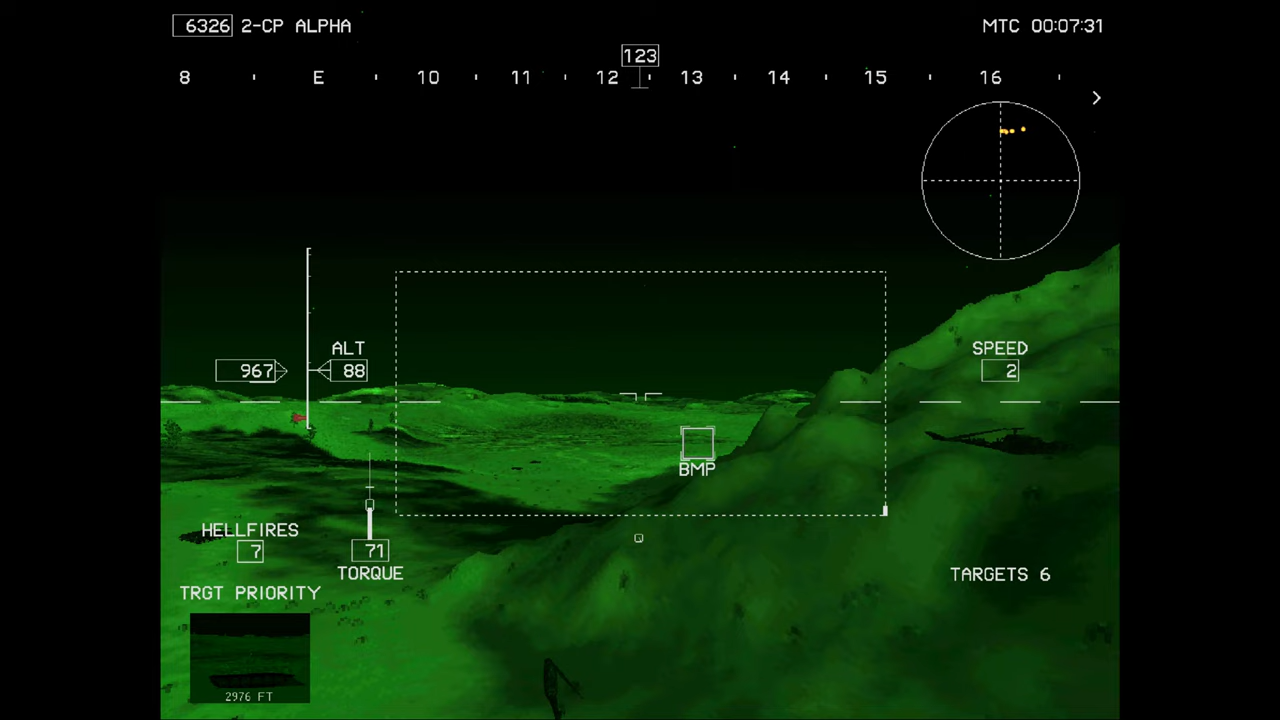 6326 2-CP ALPHA MTC 00:07:31
123
8 E 10 11 12 13 14 15 16
ALT SPEED
967 88 2
BMP
HELLFIRES
7 71
TORQUE TARGETS 6
TRGT PRIORITY
2976 FT